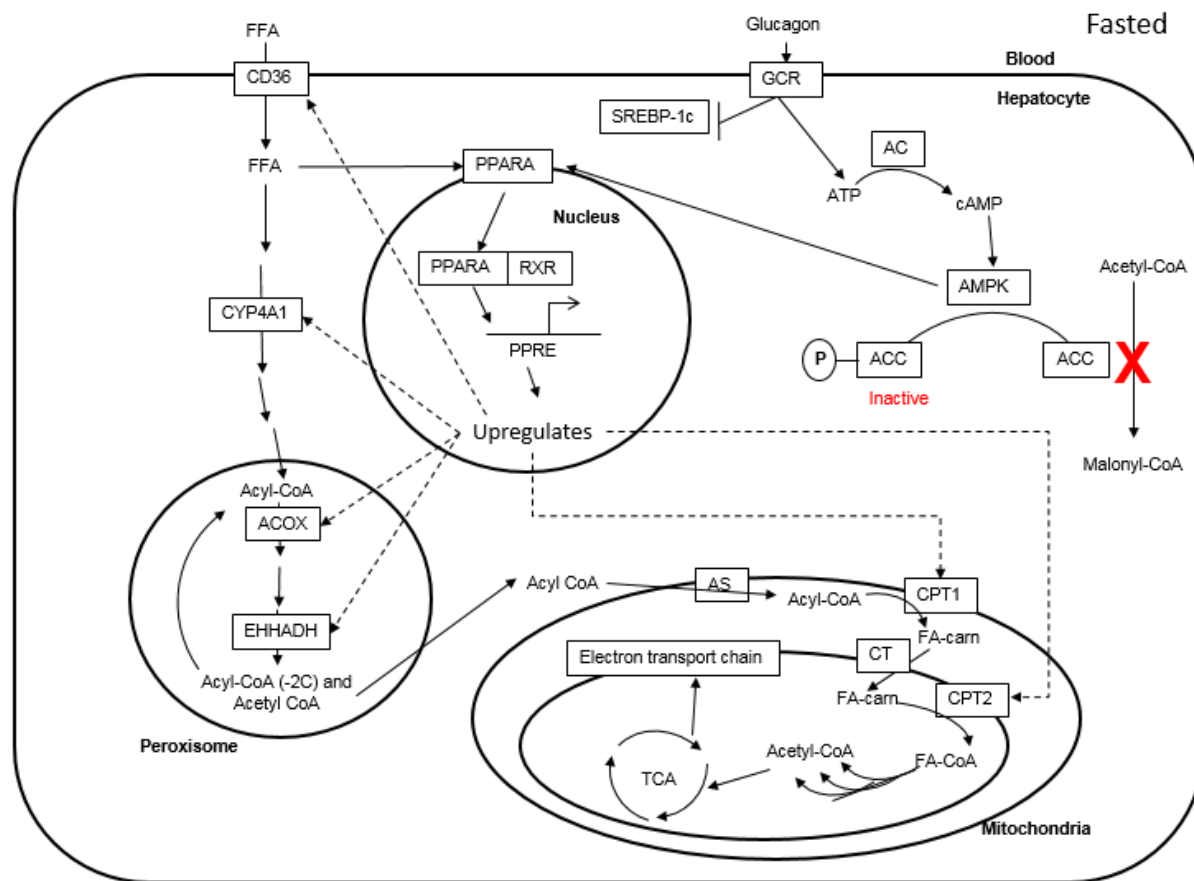 Fasted
FFA
Glucagon
Blood
CD36
GCR
Hepatocyte
SREBP-1c
AC
FFA
PPARA
ATP
cAMP
Nucleus
PPARA
RXR
AMPK
Acetyl-CoA
CYP4A1
PPRE
P
ACC
ACC
X
Inactive
Upregulates
Malonyl-CoA
Acyl-CoA
ACOX
Acyl CoA
AS
Acyl-CoA
CPT1
EHHADH
FA-carn
Electron transport chain
CT
Acyl-CoA (-2C) and
Acetyl CoA
FA-carn
CPT2
Peroxisome
Acetyl-CoA
FA-CoA
TCA
Mitochondria